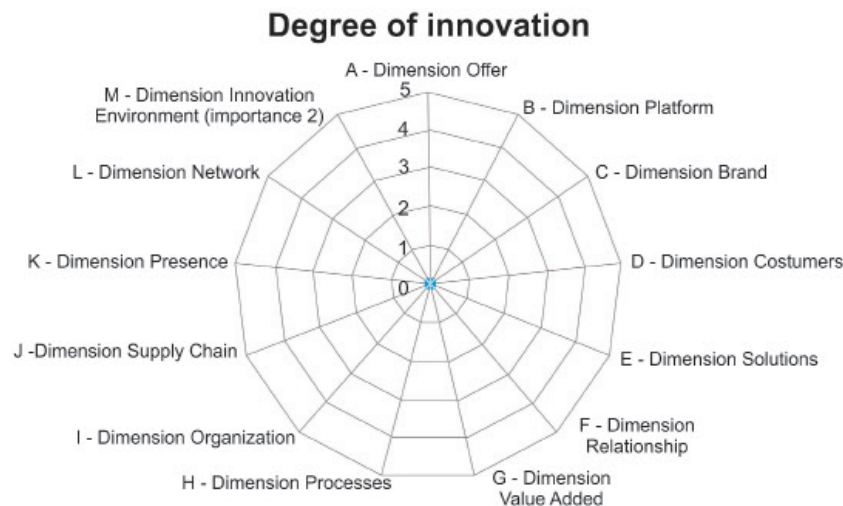 Degree of innovation
A - Dimension Offer
B - Dimension Platform
C - Dimension Brand
D - Dimension Costumers
E - Dimension Solutions
F - Dimension
Relationship
G - Dimension
Value Added
H - Dimension Processes
I - Dimension Organization
J -Dimension Supply Chain
K - Dimension Presence
L - Dimension Network
M - Dimension Innovation
Environment (importance 2)
5
4
3
2
1
0